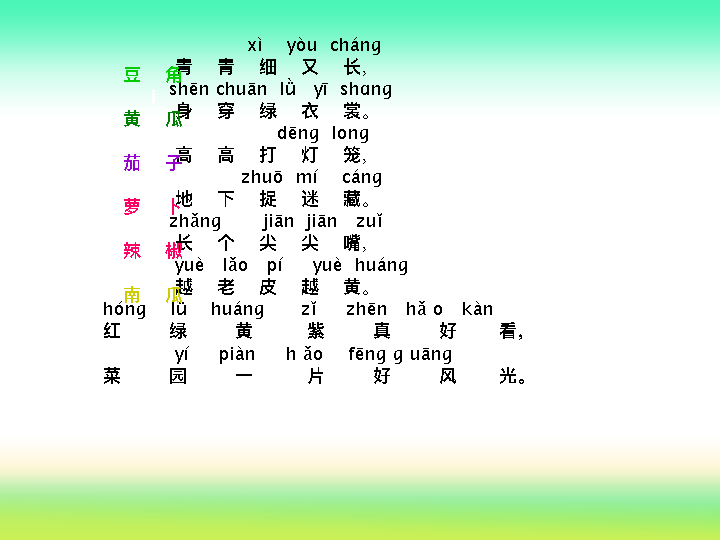 xì yòu cháng
豆角青青细又长,
shēn chuān lǜ yī shang
黄瓜身穿绿衣裳。
dēng long
茄子高高打灯笼,
zhuō mí cáng
萝卜地下捉迷藏。
zhǎng jiān jiān zuǐ
辣椒长个尖尖嘴,
yuè lǎo pí yuè huáng
南瓜越老皮越黄。
hóng lǜ huáng zǐ zhēn hǎo kàn
红绿黄紫真好看,
yí piàn hǎo fēng guāng
菜园一片好风光。